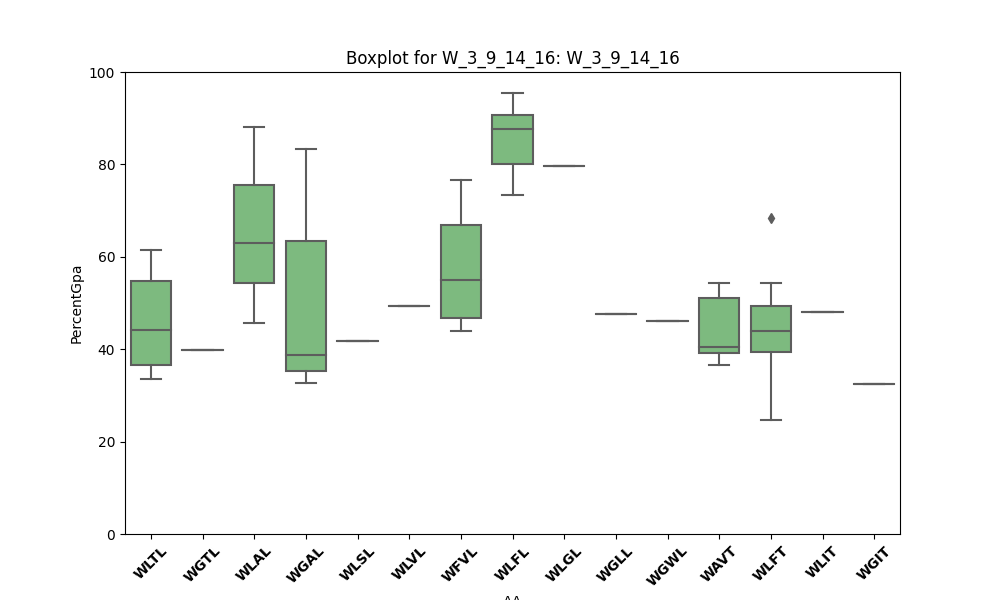 Boxplot for W_3_9_14_16: W_3_9_14_16
100
80
60
40
20
0
PercentGpa
WLTL
WGTL
WLAL
WGAL
WLSL
WLVL
WFVL
WLFL
WLGL
WGLL
WGWL
WAVT
WLFT
WLIT
WGIT
AA